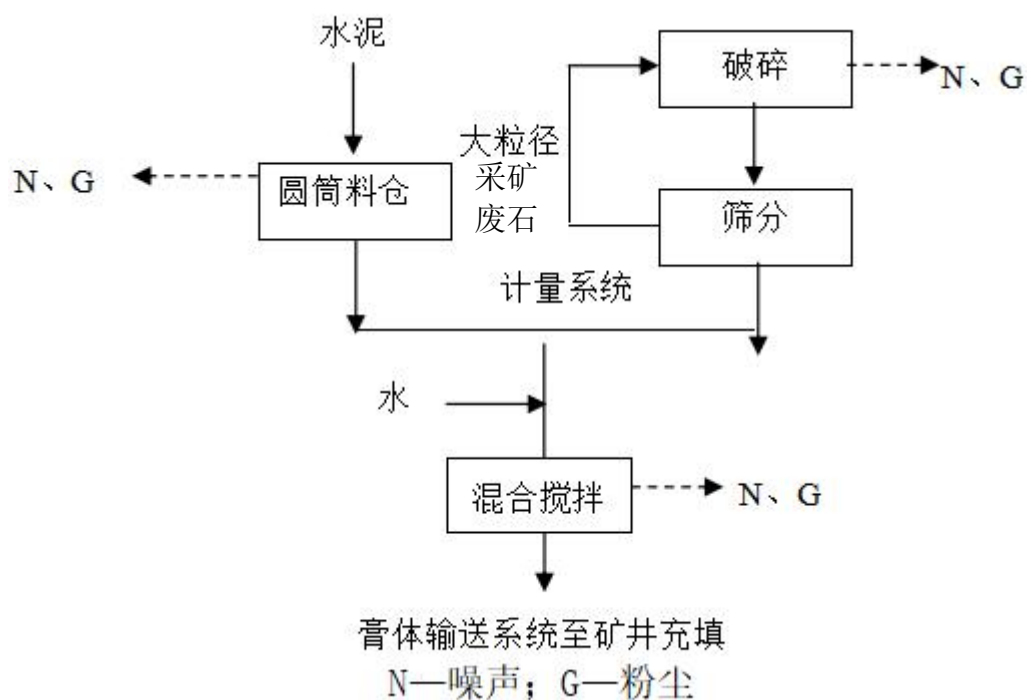 水泥
破碎
N、G
大粒径
采矿
废石
N、G
圆筒料仓
筛分
计量系统
水
混合搅拌
N、G
膏体输送系统至矿井充填
N—噪声；G—粉尘